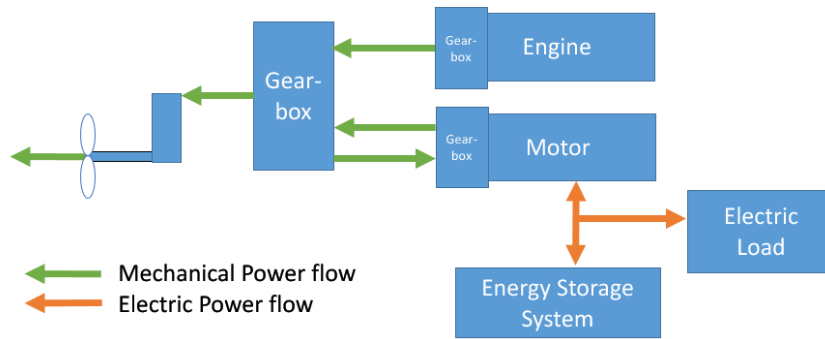 Gear-
box
Engine
Gear-
box
Gear-
box
Motor
Electric
Load
Energy Storage
System
Mechanical Power flow
Electric Power flow